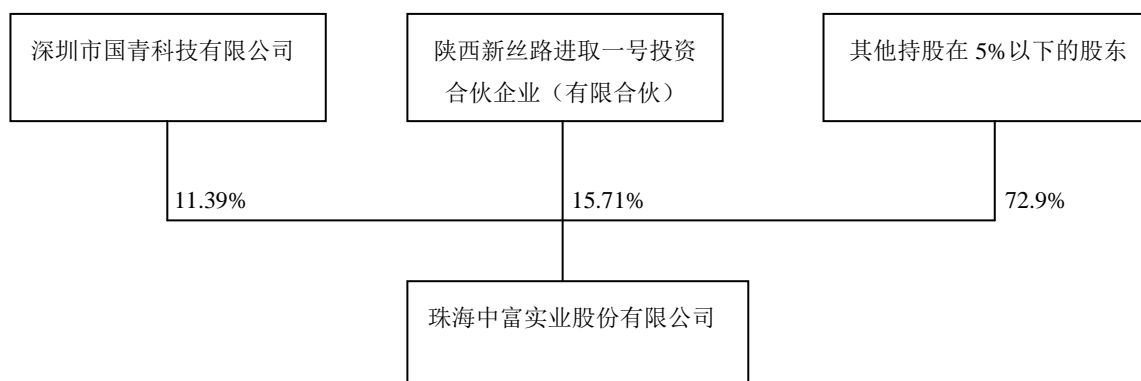 深圳市国青科技有限公司
陕西新丝路进取一号投资
合伙企业（有限合伙）
其他持股在 5%以下的股东
11.39%
15.71%
72.9%
珠海中富实业股份有限公司